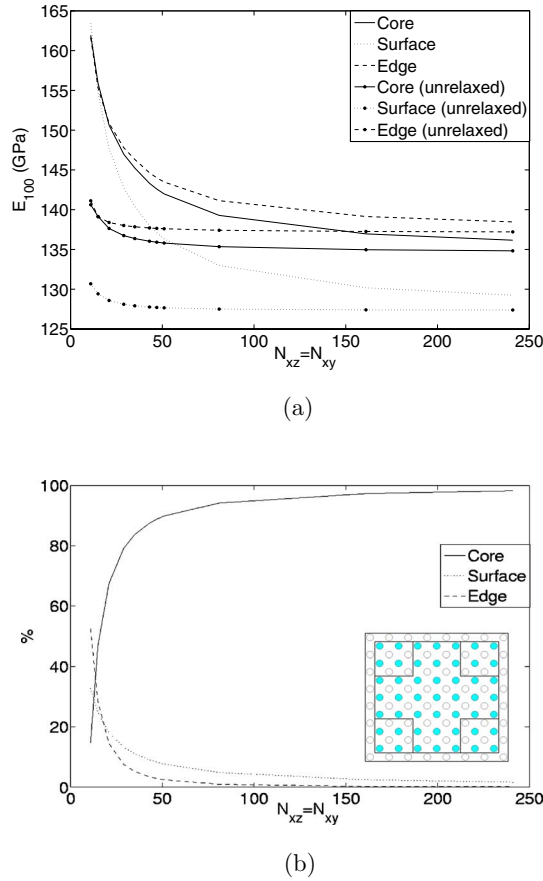 165
160
155
150
145
140
135
130
125
E100 (GPa)
Core
Surface
Edge
Core (unrelaxed)
Surface (unrelaxed)
Edge (unrelaxed)
0 50 100 150 200 250
Nxz=Nxy
(a)
100
80
60
40
20
0
%
Core
Surface
Edge
0 50 100 150 200 250
Nxz=Nxy
(b)